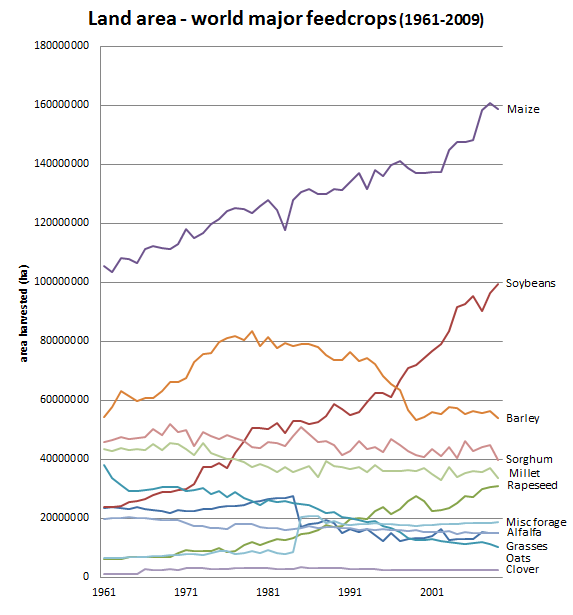 Land area - world major feedcrops (1961-2009)
180000000
160000000
140000000
120000000
100000000
80000000
60000000
40000000
20000000
0
area harvested (ha)
Maize
Soybeans
Barley
Sorghum
Millet
Rapeseed
Misc forage
Alfalfa
Grasses
Oats
Clover
1961 1971 1981 1991 2001